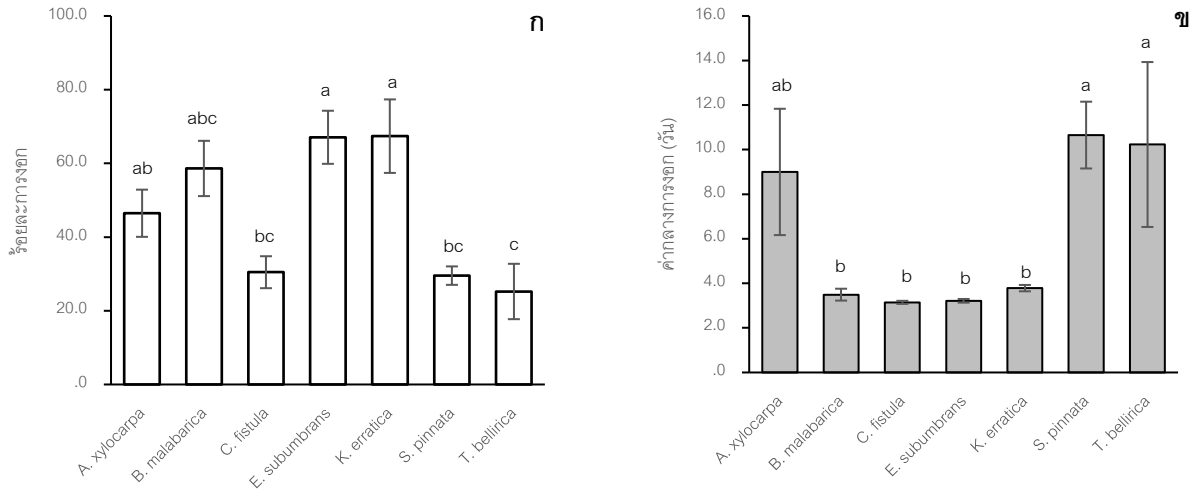 ก
ร้อยละการงอก
100.0
80.0
60.0
40.0
20.0
.0
ab
abc
bc
a
a
bc
c
A. xylocarpa
B. malabarica
C. fistula
E. subumbrans
K. erratica
S. pinnata
T. bellirica
ข
ค่ากลางการงอก (วัน)
16.0
14.0
12.0
10.0
8.0
6.0
4.0
2.0
.0
ab
b
b
b
b
a
a
A. xylocarpa
B. malabarica
C. fistula
E. subumbrans
K. erratica
S. pinnata
T. bellirica